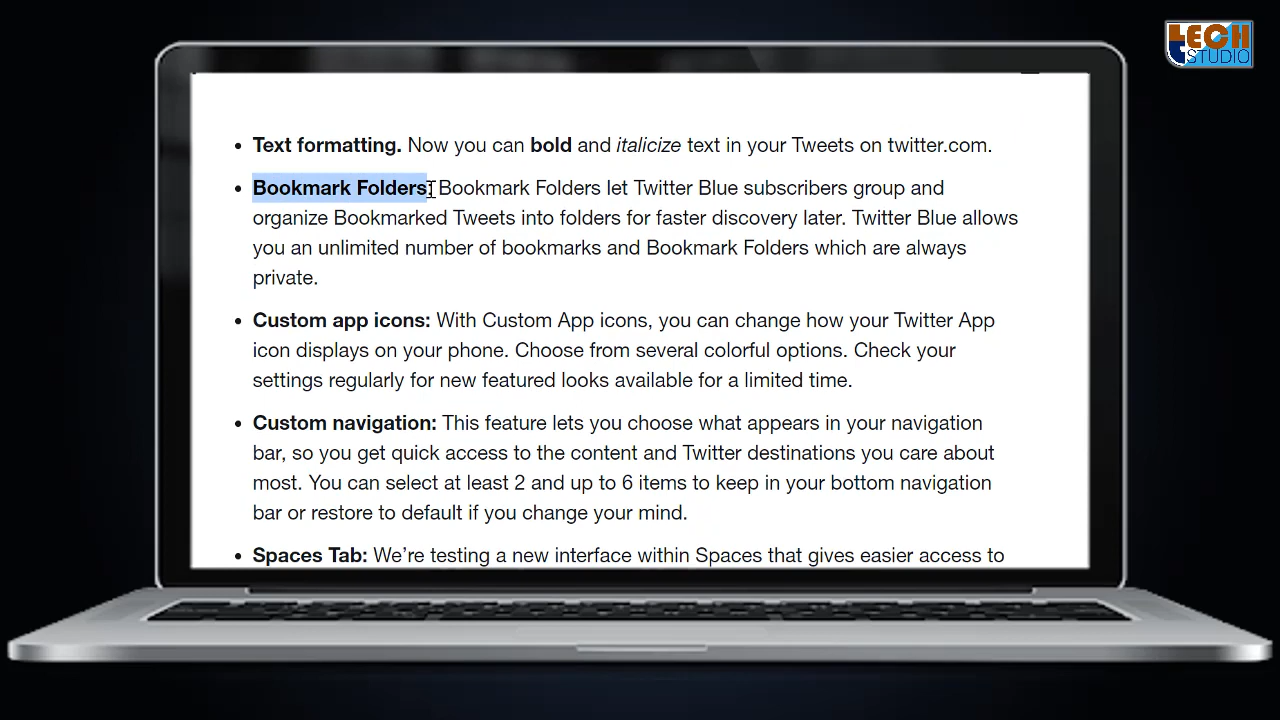 LECH
STUDIO
Text formatting. Now you can bold and italicize text in your Tweets on twitter.com.
Bookmark Folders: Bookmark Folders let Twitter Blue subscribers group and
organize Bookmarked Tweets into folders for faster discovery later. Twitter Blue allows
you an unlimited number of bookmarks and Bookmark Folders which are always
private.
Custom app icons: With Custom App icons, you can change how your Twitter App
icon displays on your phone. Choose from several colorful options. Check your
settings regularly for new featured looks available for a limited time.
Custom navigation: This feature lets you choose what appears in your navigation
bar, so you get quick access to the content and Twitter destinations you care about
most. You can select at least 2 and up to 6 items to keep in your bottom navigation
bar or restore to default if you change your mind.
Spaces Tab: We’re testing a new interface within Spaces that gives easier access to